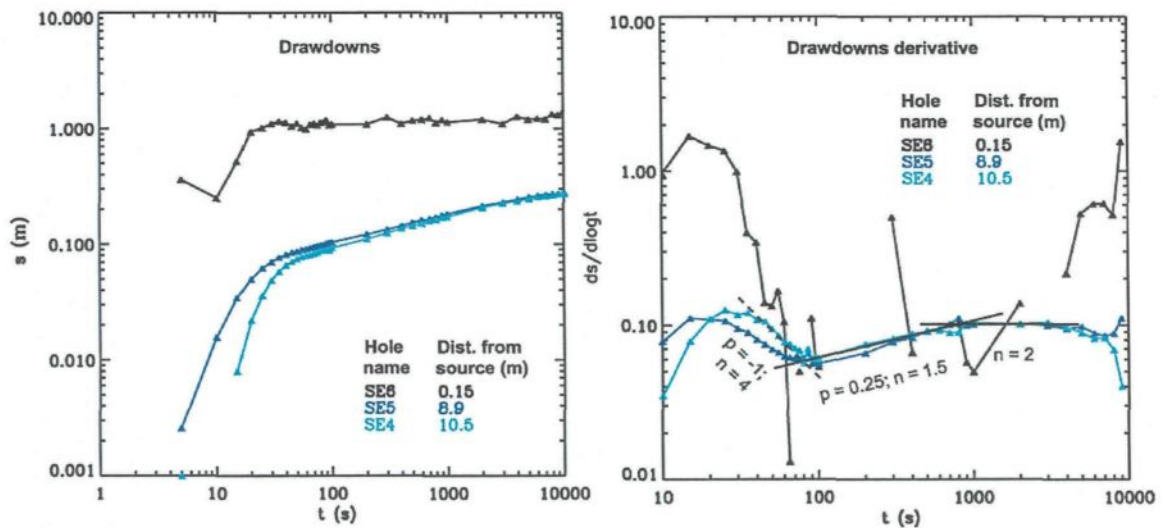 Drawdowns
10.000
1.000
0.100
0.010
0.001
s (m)
Hole Dist. from
name source (m)
SE6 0.15
SE5 8.9
SE4 10.5
1 10 100 1000 10000
t (s)
Drawdowns derivative
10.00
1.00
0.10
0.01
ds/dlogt
Hole Dist. from
name source (m)
SE6 0.15
SE5 8.9
SE4 10.5
p = -1;
n = 4
p = 0.25; n = 1.5
n = 2
10 100 1000 10000
t (s)